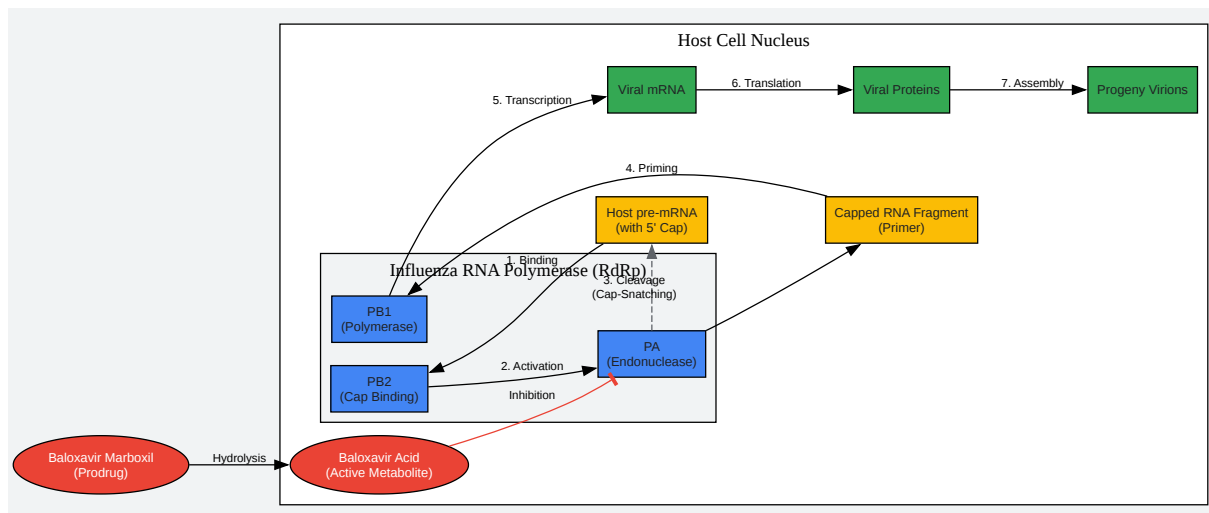 Host Cell Nucleus
Viral mRNA
6. Translation
Viral Proteins
7. Assembly
Progeny Virions
5. Transcription
4. Priming
Host pre-mRNA
(with 5' Cap)
Capped RNA Fragment
(Primer)
1. Binding
Influenza RNA Polymerase (RdRp)
3. Cleavage
(Cap-Snatching)
PB1
(Polymerase)
PA
(Endonuclease)
2. Activation
PB2
(Cap Binding)
Inhibition
Baloxavir Marboxil
(Prodrug)
Hydrolysis
Baloxavir Acid
(Active Metabolite)